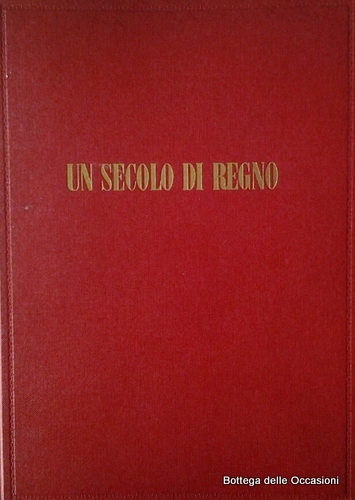 UN SECOLO DI REGNO
Bottega delle Occasioni